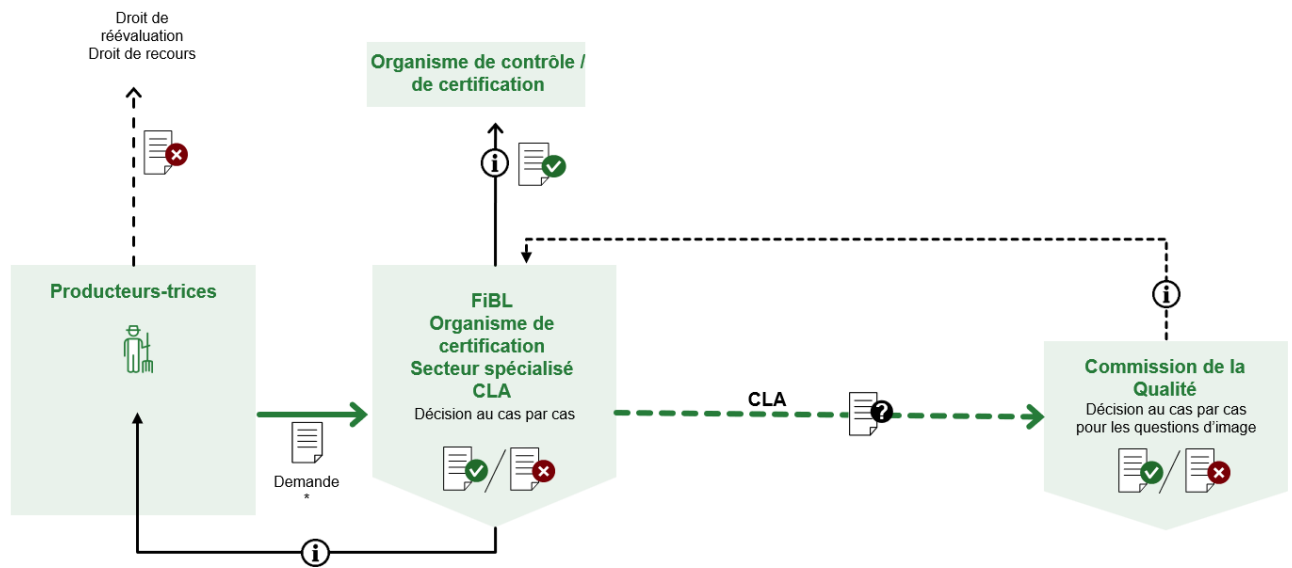 Droit de
réévaluation
Droit de recours
Organisme de contrôle /
de certification
Producteurs-trices
FiBL
Organisme de
certification
Secteur spécialisé
CLA
Décision au cas par cas
Demande
*
CLA
Commission de la
Qualité
Décision au cas par cas
pour les questions d'image